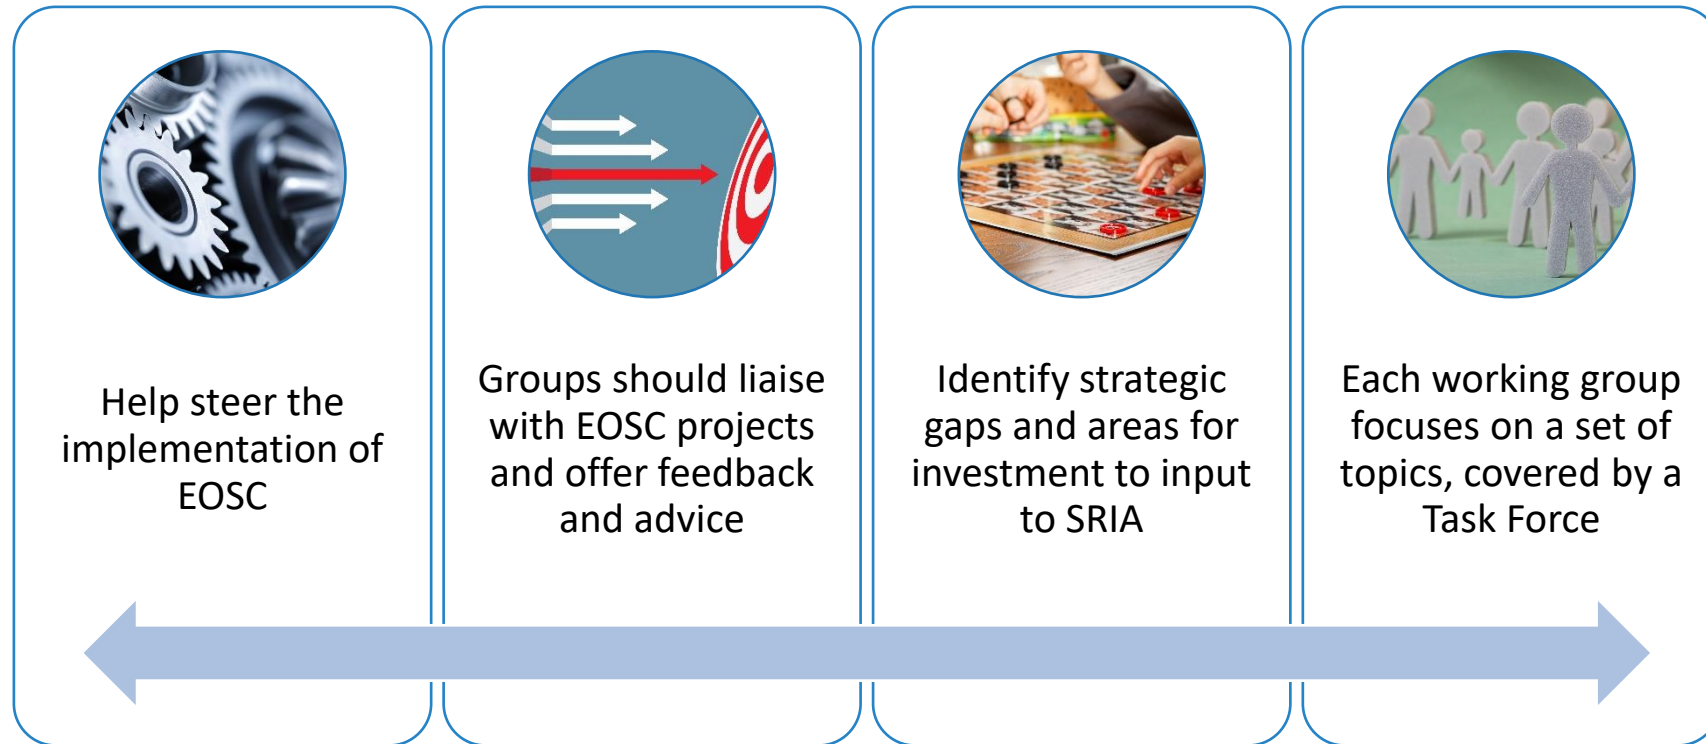 Help steer the
implementation of
EOSC
Groups should liaise
with EOSC projects
and offer feedback
and advice
Identify strategic
gaps and areas for
investment to input
to SRIA
Each working group
focuses on a set of
topics, covered by a
Task Force